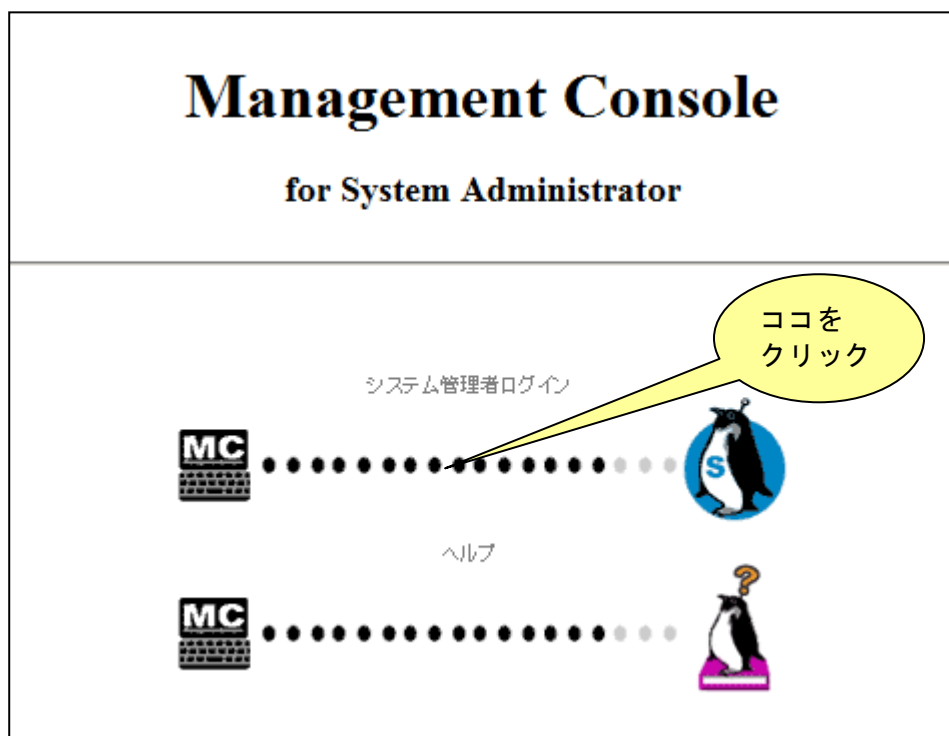 Management Console
for System Administrator
ココを
クリック
システム管理者ログイン
MC
S
ヘルプ
MC
?